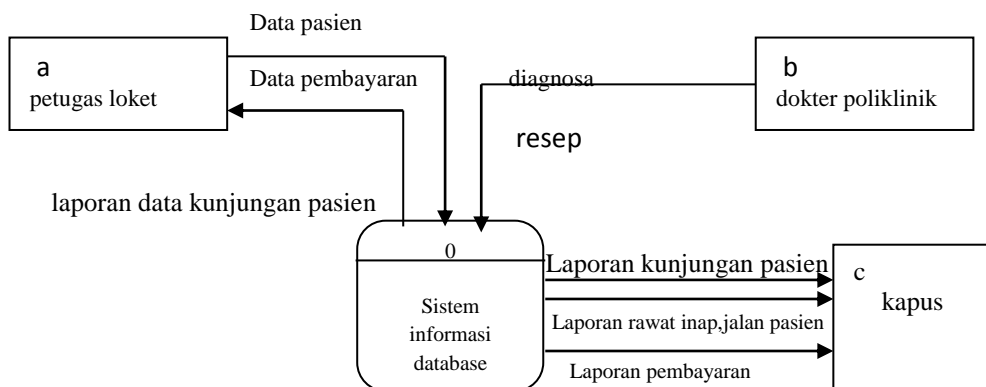 Data pasien
a
petugas loket
Data pembayaran
diagnosa
b
dokter poliklinik
resep
laporan data kunjungan pasien
0
Sistem
informasi
database
Laporan kunjungan pasien
Laporan rawat inap,jalan pasien
Laporan pembayaran
c
kapus